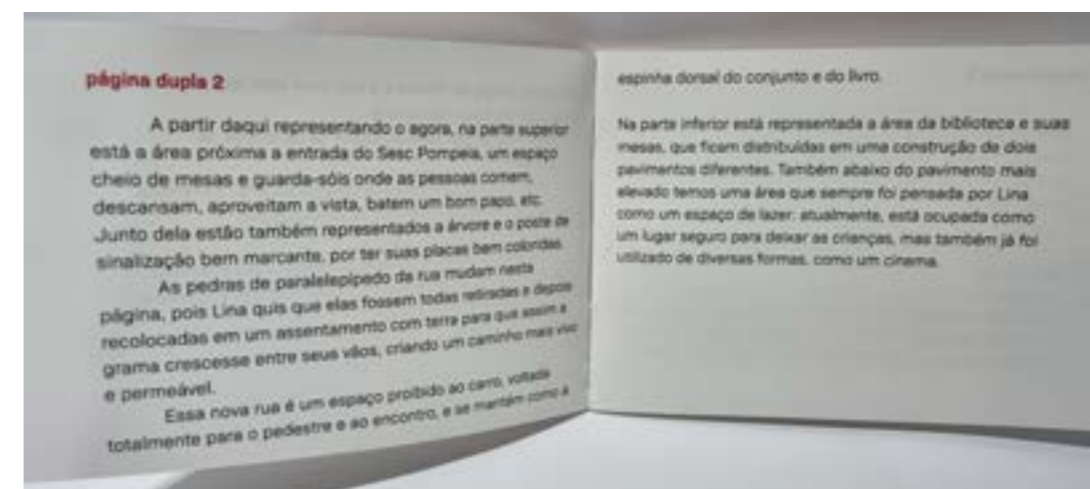 página dupla 2
A partir daqui representando o agora, na parte superior
está a área próxima a entrada do Sesc Pompeia, um espaço
cheio de mesas e guarda-sóis onde as pessoas comem,
descansam, aproveitam a vista, batem um bom papo, etc.
Junto dela estão também representados a árvore e o poste de
sinalização bem marcante, por ter suas placas bem coloridas.
As pedras de paralelepípedo da rua mudam nesta
página, pois Lina quis que elas fossem todas retiradas e depois
recolocadas em um assentamento com terra para que assim a
grama crescesse entre seus vãos, criando um caminho mais vivo
e permeável.
Essa nova rua é um espaço proibido ao carro, voltada
totalmente para o pedestre e ao encontro, e se mantém como a
espinha dorsal do conjunto e do livro.
Na parte inferior está representada a área da biblioteca e suas
mesas, que ficam distribuídas em uma construção de dois
pavimentos diferentes. Também abaixo do pavimento mais
elevado temos uma área que sempre foi pensada por Lina
como um espaço de lazer: atualmente, está ocupada como
um lugar seguro para deixar as crianças, mas também já foi
utilizado de diversas formas, como um cinema.